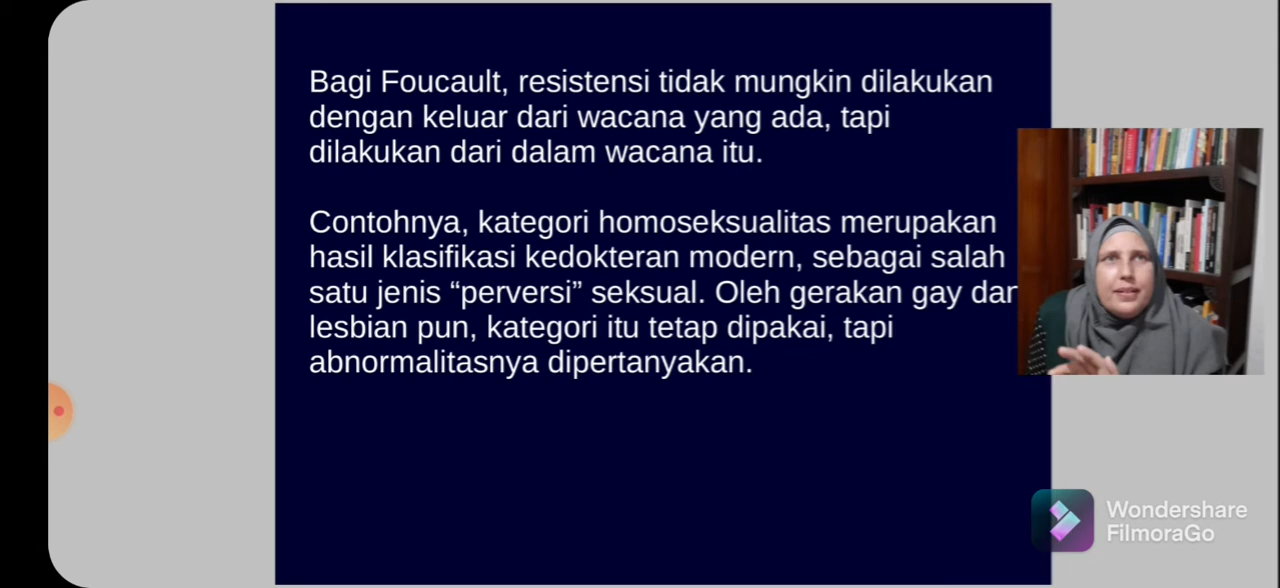 Bagi Foucault, resistensi tidak mungkin dilakukan
dengan keluar dari wacana yang ada, tapi
dilakukan dari dalam wacana itu.
Contohnya, kategori homoseksualitas merupakan
hasil klasifikasi kedokteran modern, sebagai salah
satu jenis “perversi” seksual. Oleh gerakan gay dan
lesbian pun, kategori itu tetap dipakai, tapi
abnormalitasnya dipertanyakan.
Wondershare
FilmoraGo